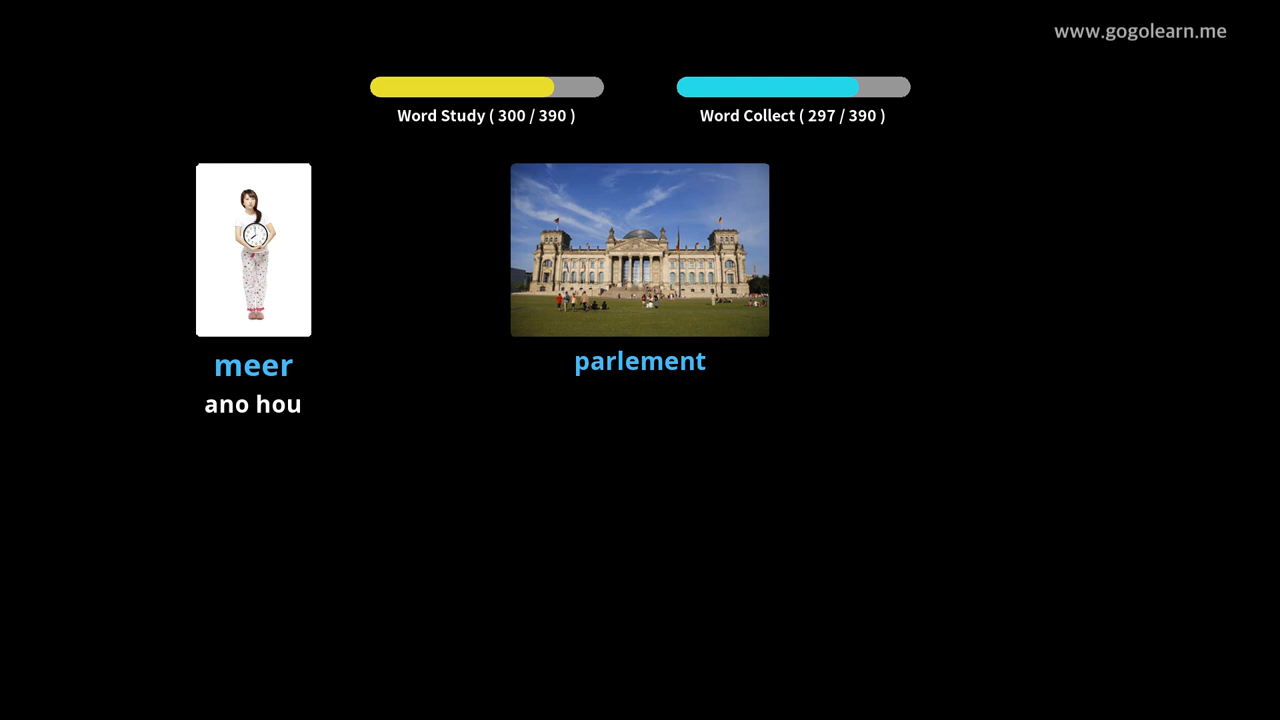 www.gogolearn.me
Word Study ( 300 / 390 )
Word Collect ( 297 / 390 )
meer
ano hou
parlement